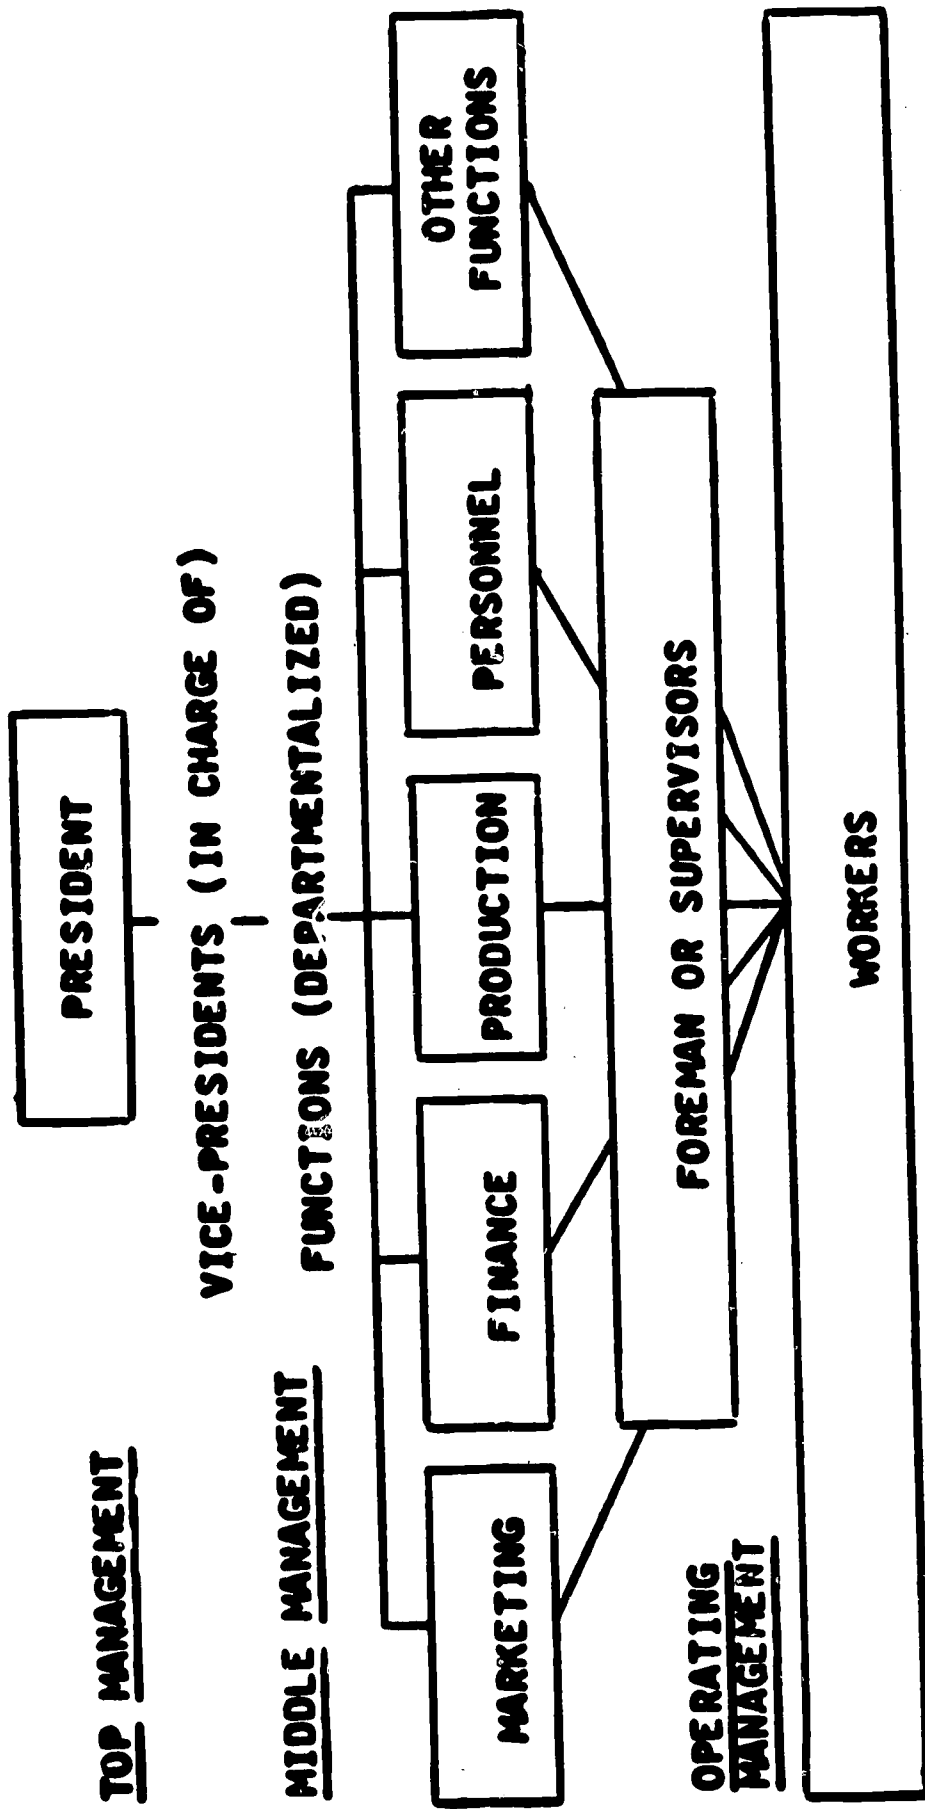 PRESIDENT
TOP MANAGEMENT
VICE-PRESIDENTS (IN CHARGE OF)
MIDDLE MANAGEMENT
FUNCTIONS (DEPARTMENTALIZED)
MARKETING
FINANCE
PRODUCTION
PERSONNEL
OTHER
FUNCTIONS
OPERATING
MANAGEMENT
FOREMAN OR SUPERVISORS
WORKERS